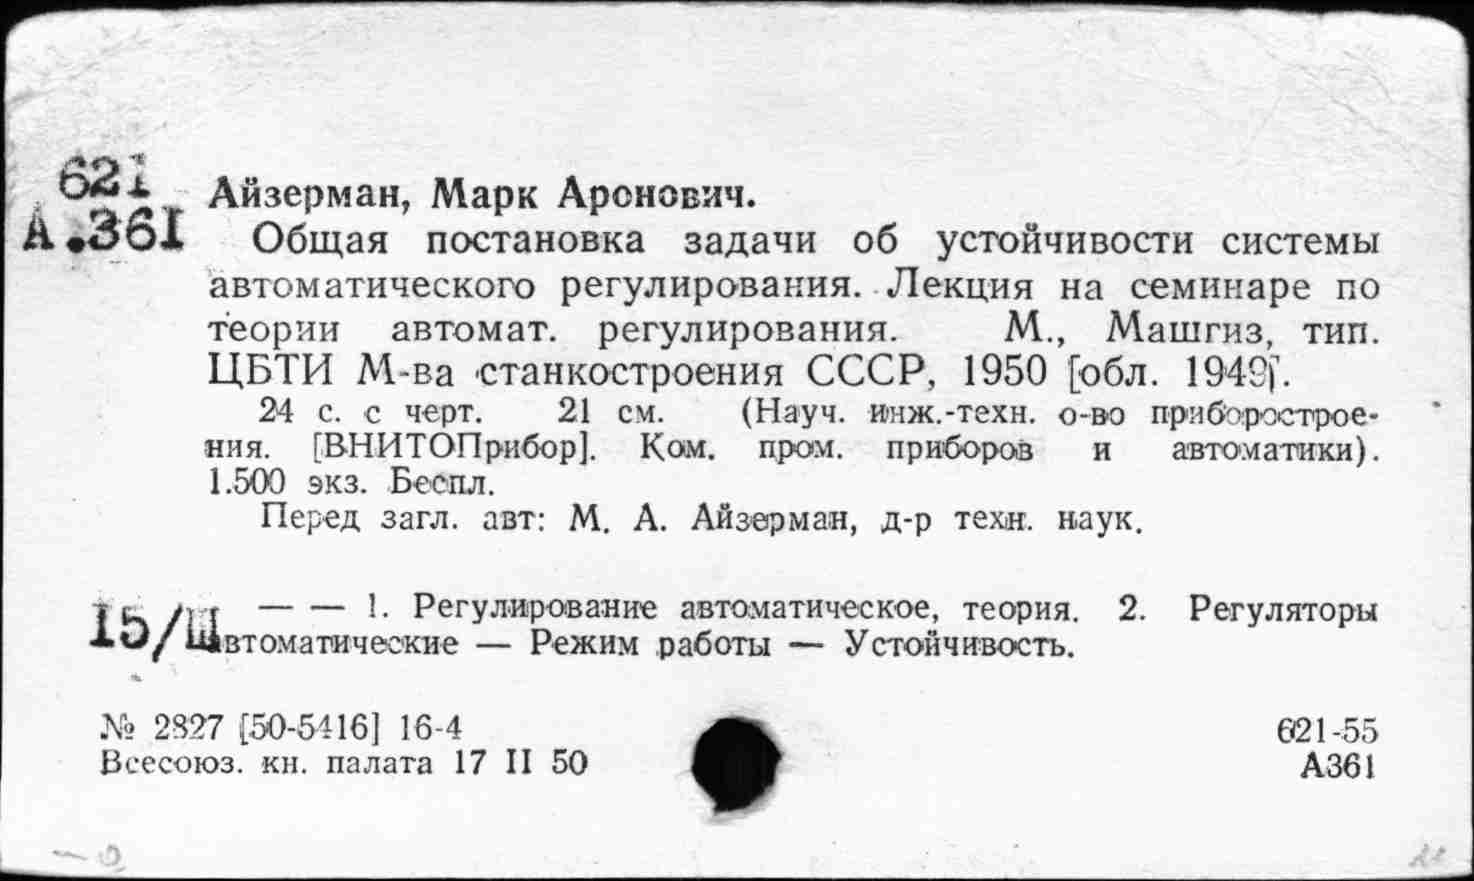 621
А.361
Айзерман, Марк Аронович.
Общая постановка задачи об устойчивости системы
автоматического регулирования. Лекция на семинаре по
теории автомат. регулирования. М., Машгиз, тип.
ЦБТИ М-ва станкостроения СССР, 1950 [обл. 1949].
24 с. с черт. 21 см. (Науч. инж.-техн. о-во приборострое-
ния. [ВНИТОПрибор]. Ком. пром. приборов и автоматики).
1.500 экз. Беспл.
Перед загл. авт: М. А. Айзерман, д-р техн. наук.
15/Ш — — 1. Регулирование автоматическое, теория. 2. Регуляторы
автоматические — Режим работы — Устойчивость.
№ 2827 [50-5416] 16-4
Всесоюз. кн. палата 17 II 50
621-55
А361